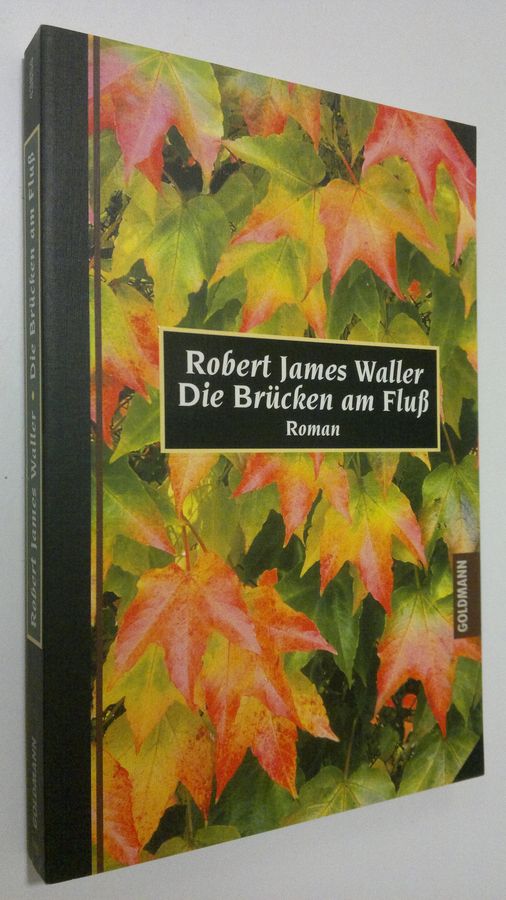 Robert James Waller
Die Brücken am Fluß
Roman
GOLDMANN
Robert James Waller • Die Brücken am Fluß
GOLDMANN